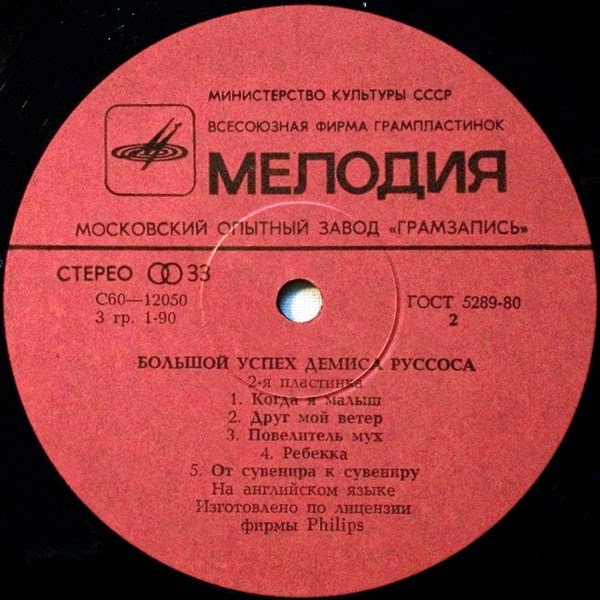 МИНИСТЕРСТВО КУЛЬТУРЫ СССР
ВСЕСОЮЗНАЯ ФИРМА ГРАМПЛАСТИНОК
МЕЛОДИЯ
МОСКОВСКИЙ ОПЫТНЫЙ ЗАВОД «ГРАМЗАПИСЬ»
СТЕРЕО 33
С60—12050
3 гр. 1-90
ГОСТ 5289-80
2
БОЛЬШОЙ УСПЕХ ДЕМИСА РУССОСА
2-я пластинка
1. Когда я малыш
2. Друг мой ветер
3. Повелитель мух
4. Ребекка
5. От сувенира к сувениру
На английском языке
Изготовлено по лицензии
фирмы Philips